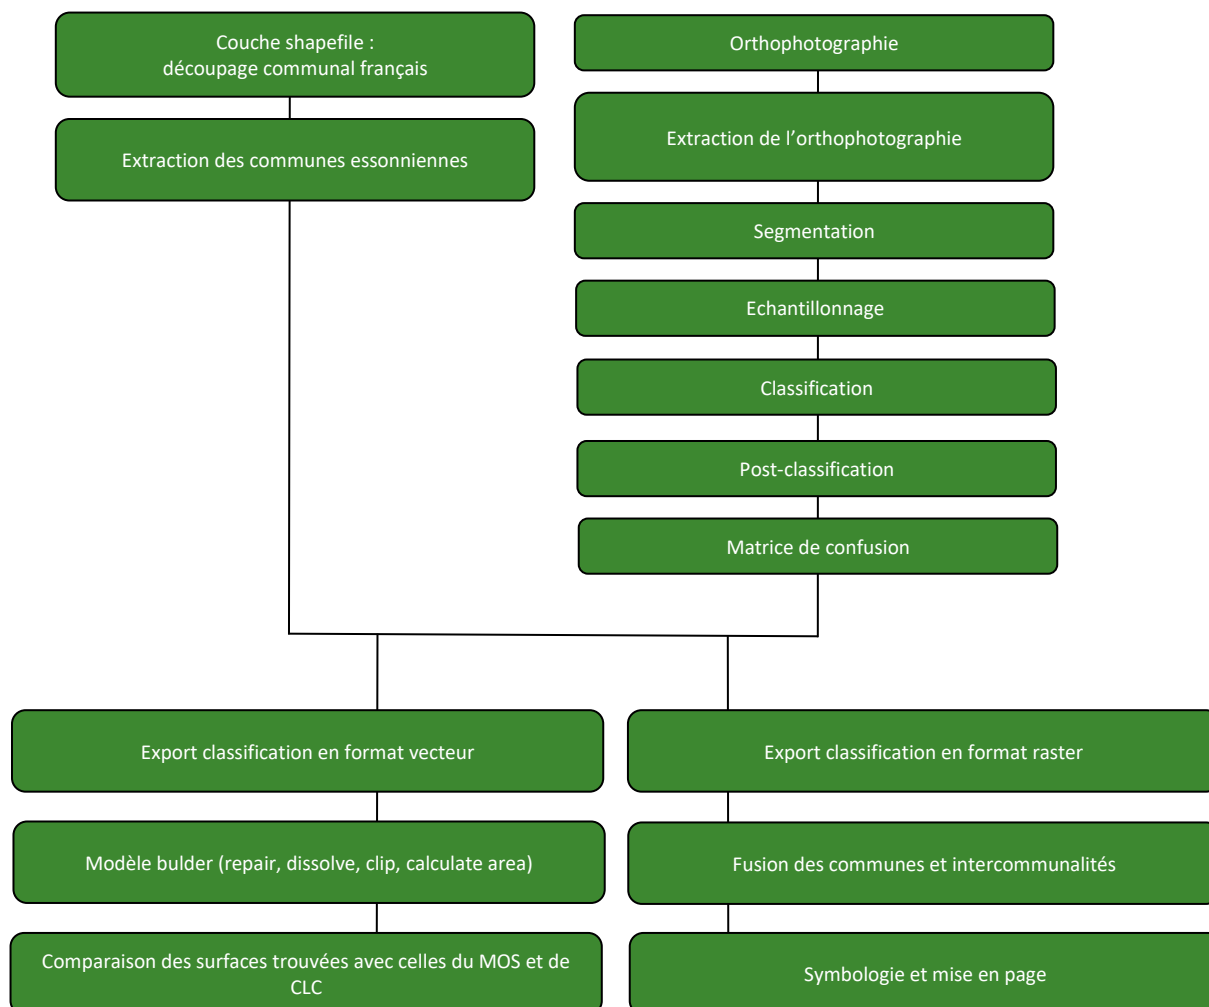 Couche shapefile :
découpage communal français
Extraction des communes essonniennes
Orthophotographie
Extraction de l’orthophotographie
Segmentation
Echantillonnage
Classification
Post-classification
Matrice de confusion
Export classification en format vecteur
Modèle bulder (repair, dissolve, clip, calculate area)
Comparaison des surfaces trouvées avec celles du MOS et de
CLC
Export classification en format raster
Fusion des communes et intercommunalités
Symbologie et mise en page